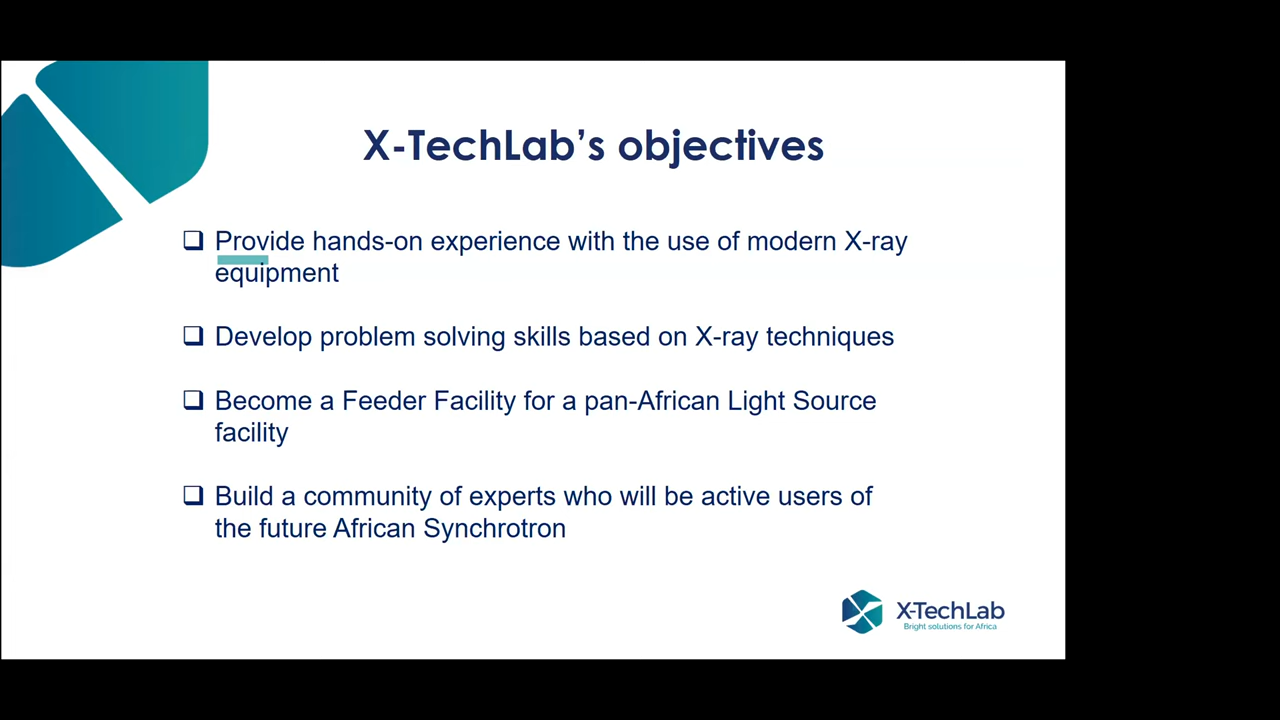 X-TechLab’s objectives
❑ Provide hands-on experience with the use of modern X-ray
equipment
❑ Develop problem solving skills based on X-ray techniques
❑ Become a Feeder Facility for a pan-African Light Source
facility
❑ Build a community of experts who will be active users of
the future African Synchrotron
X-TechLab
Bright solutions for Africa